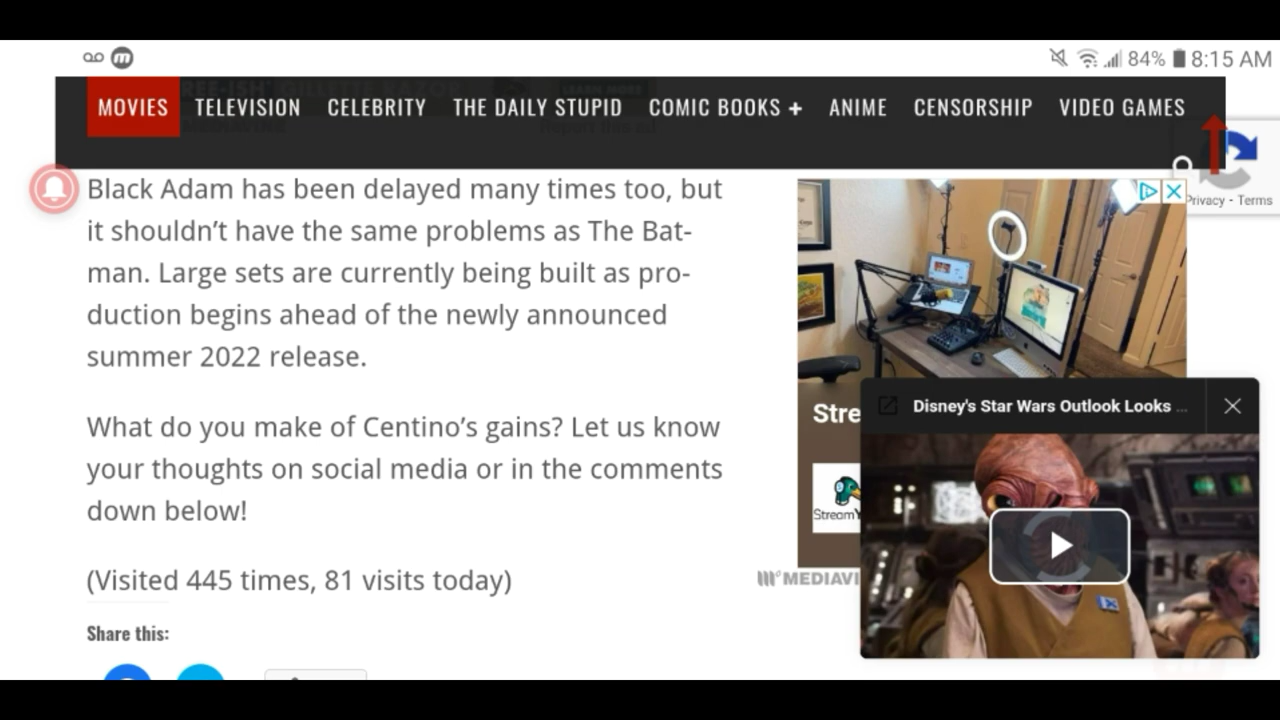 84% 8:15 AM
MOVIES TELEVISION CELEBRITY THE DAILY STUPID COMIC BOOKS + ANIME CENSORSHIP VIDEO GAMES
Privacy - Terms
Black Adam has been delayed many times too, but
it shouldn’t have the same problems as The Bat-
man. Large sets are currently being built as pro-
duction begins ahead of the newly announced
summer 2022 release.
What do you make of Centino’s gains? Let us know
your thoughts on social media or in the comments
down below!
(Visited 445 times, 81 visits today)
Share this:
Stre
StreamY
MEDIAVI
Disney's Star Wars Outlook Looks ...